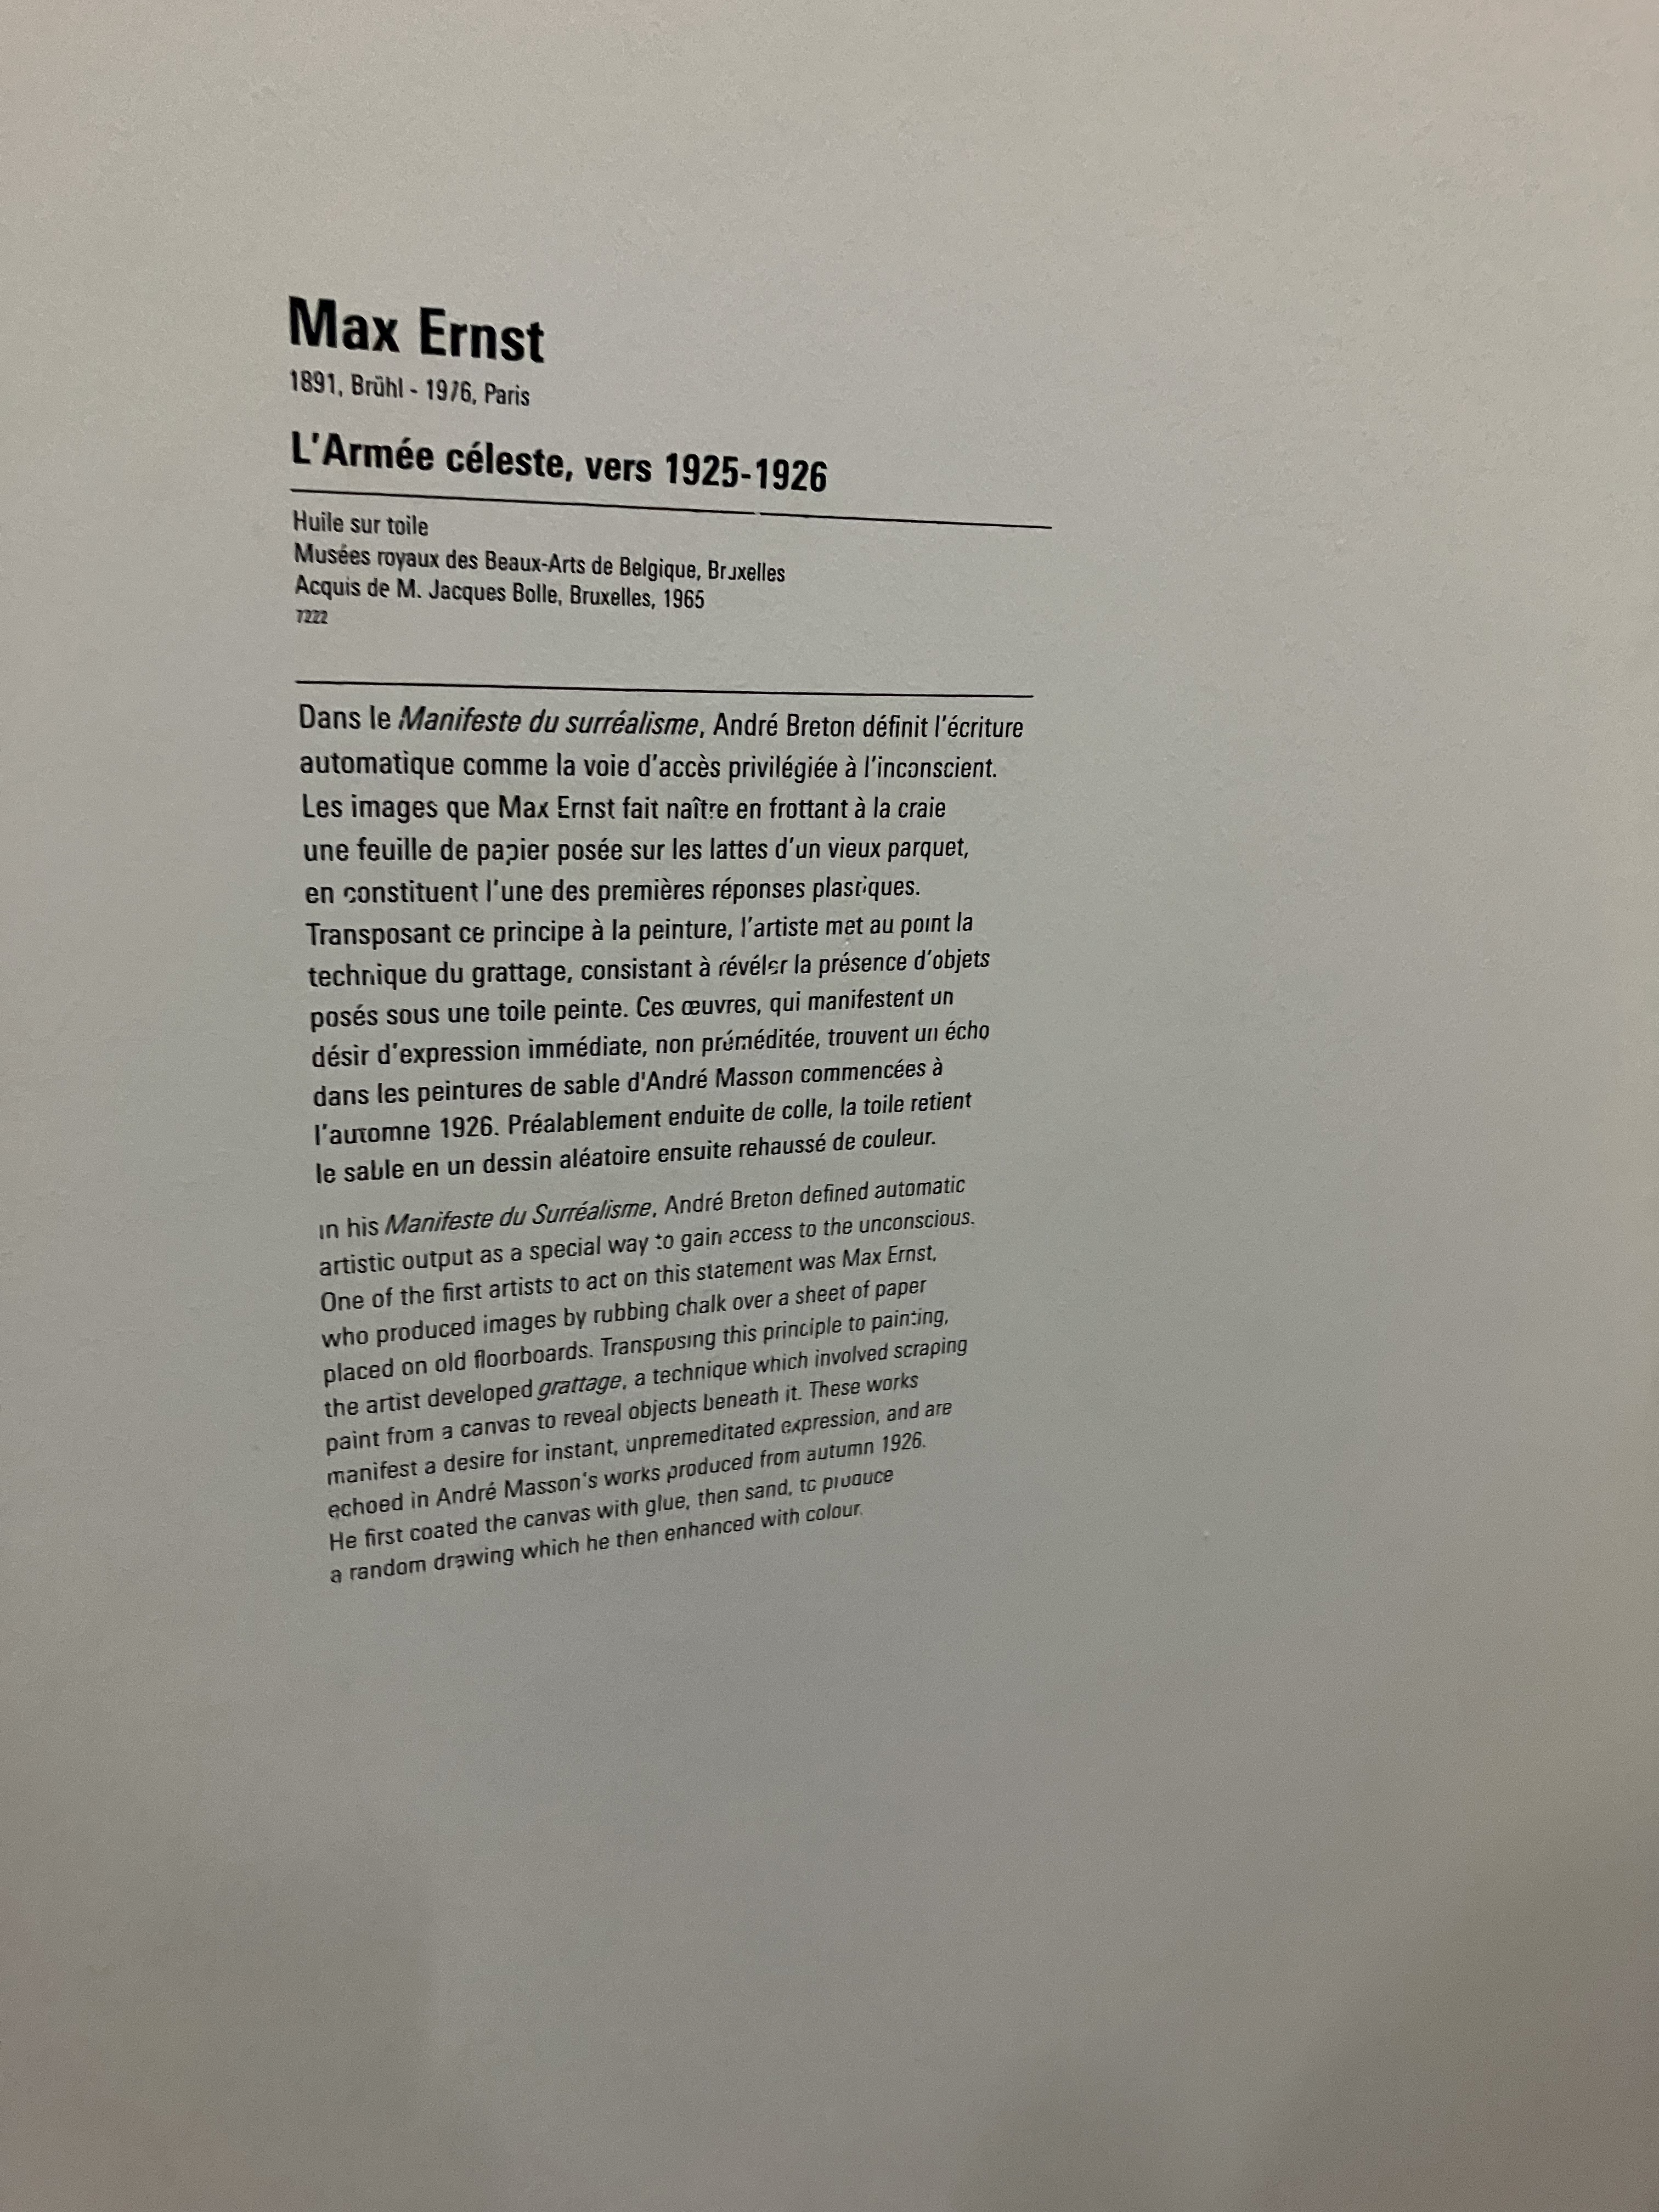 Max Ernst
1891, Brühl - 1976, Paris
L'Armée céleste, vers 1925-1926
Huile sur toile
Musées royaux des Beaux-Arts de Belgique, Bruxelles
Acquis de M. Jacques Bolle, Bruxelles, 1965
7222
Dans le Manifeste du surréalisme, André Breton définit l'écriture
automatique comme la voie d'accès privilégiée à l'inconscient.
Les images que Max Ernst fait naître en frottant à la craie
une feuille de papier posée sur les lattes d'un vieux parquet,
en constituent l'une des premières réponses plastiques.
Transposant ce principe à la peinture, l'artiste met au point la
technique du grattage, consistant à révéler la présence d'objets
posés sous une toile peinte. Ces œuvres, qui manifestent un
désir d'expression immédiate, non préméditée, trouvent un écho
dans les peintures de sable d'André Masson commencées à
l'automne 1926. Préalablement enduite de colle, la toile retient
le sable en un dessin aléatoire ensuite rehaussé de couleur.
In his Manifeste du Surréalisme, André Breton defined automatic
artistic output as a special way to gain access to the unconscious.
One of the first artists to act on this statement was Max Ernst,
who produced images by rubbing chalk over a sheet of paper
placed on old floorboards. Transposing this principle to painting,
the artist developed grattage, a technique which involved scraping
paint from a canvas to reveal objects beneath it. These works
manifest a desire for instant, unpremeditated expression, and are
echoed in André Masson's works produced from autumn 1926.
He first coated the canvas with glue, then sand, to produce
a random drawing which he then enhanced with colour.